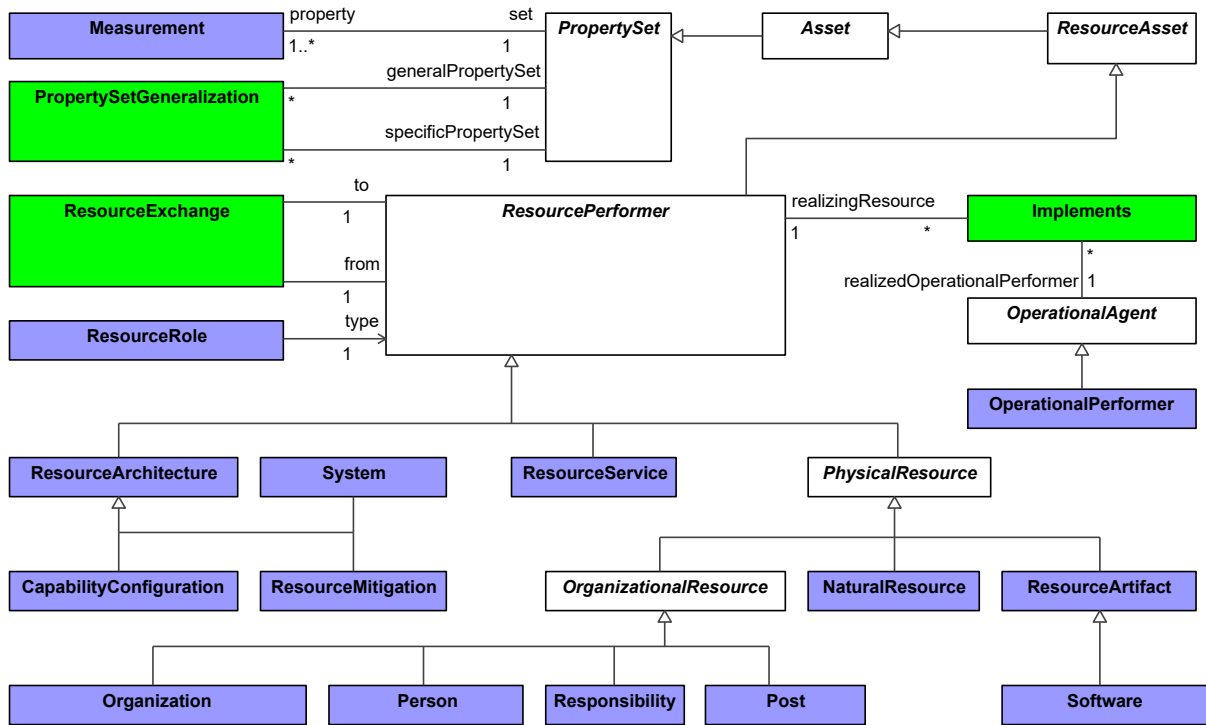 Measurement
property
set
1..*
1
PropertySet
Asset
ResourceAsset
PropertySetGeneralization
generalPropertySet
*
1
specificPropertySet
*
1
ResourceExchange
to
1
from
1
ResourcePerformer
realizingResource
1
*
Implements
*
realizedOperationalPerformer
1
OperationalAgent
OperationalPerformer
ResourceRole
type
1
ResourceArchitecture
System
ResourceService
PhysicalResource
CapabilityConfiguration
ResourceMitigation
OrganizationalResource
NaturalResource
ResourceArtifact
Organization
Person
Responsibility
Post
Software